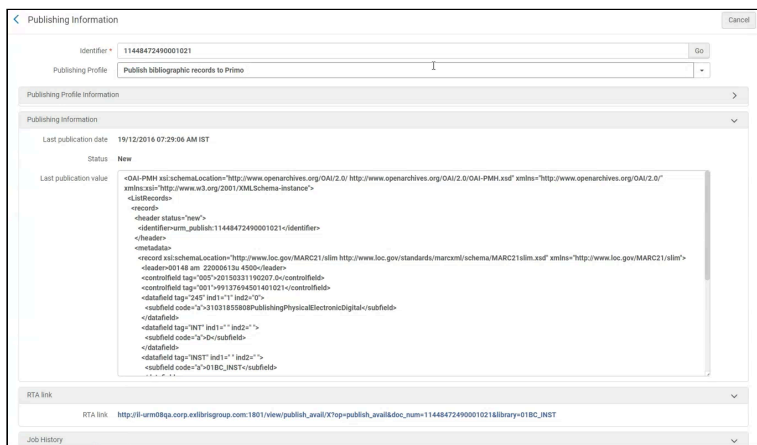 Publishing Information
Cancel
Identifier * 11448472490001021 Go
Publishing Profile Publish bibliographic records to Primo
Publishing Profile Information
Publishing Information
Last publication date 19/12/2016 07:29:06 AM IST
Status New
Last publication value <OAI-PMH xsi:schemaLocation="http://www.openarchives.org/OAI/2.0/ http://www.openarchives.org/OAI/2.0/OAI-PMH.xsd" xmlns="http://www.openarchives.org/OAI/2.0/"
xmlns:xsi="http://www.w3.org/2001/XMLSchema-instance">
<ListRecords>
<record>
<header status="new">
<identifier>urm_publish:11448472490001021</identifier>
</header>
<metadata>
<record xsi:schemaLocation="http://www.loc.gov/MARC21/slim http://www.loc.gov/standards/marcxml/schema/MARC21slim.xsd" xmlns="http://www.loc.gov/MARC21/slim">
<leader>00148 am 22000613u 4500</leader>
<controlfield tag="005">20150331190207.0</controlfield>
<controlfield tag="001">99137694501401021</controlfield>
<datafield tag="245" ind1="1" ind2="0">
<subfield code="a">31031855808PublishingPhysicalElectronicDigital</subfield>
</datafield>
<datafield tag="INT" ind1=" " ind2=" ">
<subfield code="a">D</subfield>
</datafield>
<datafield tag="INST" ind1=" " ind2=" ">
<subfield code="a">01BC_INST</subfield>
RTA link
RTA link http://il-urm08qa.corp.exlibrisgroup.com:1801/view/publish_avail/X?op=publish_avail&doc_num=11448472490001021&library=01BC_INST
Job History